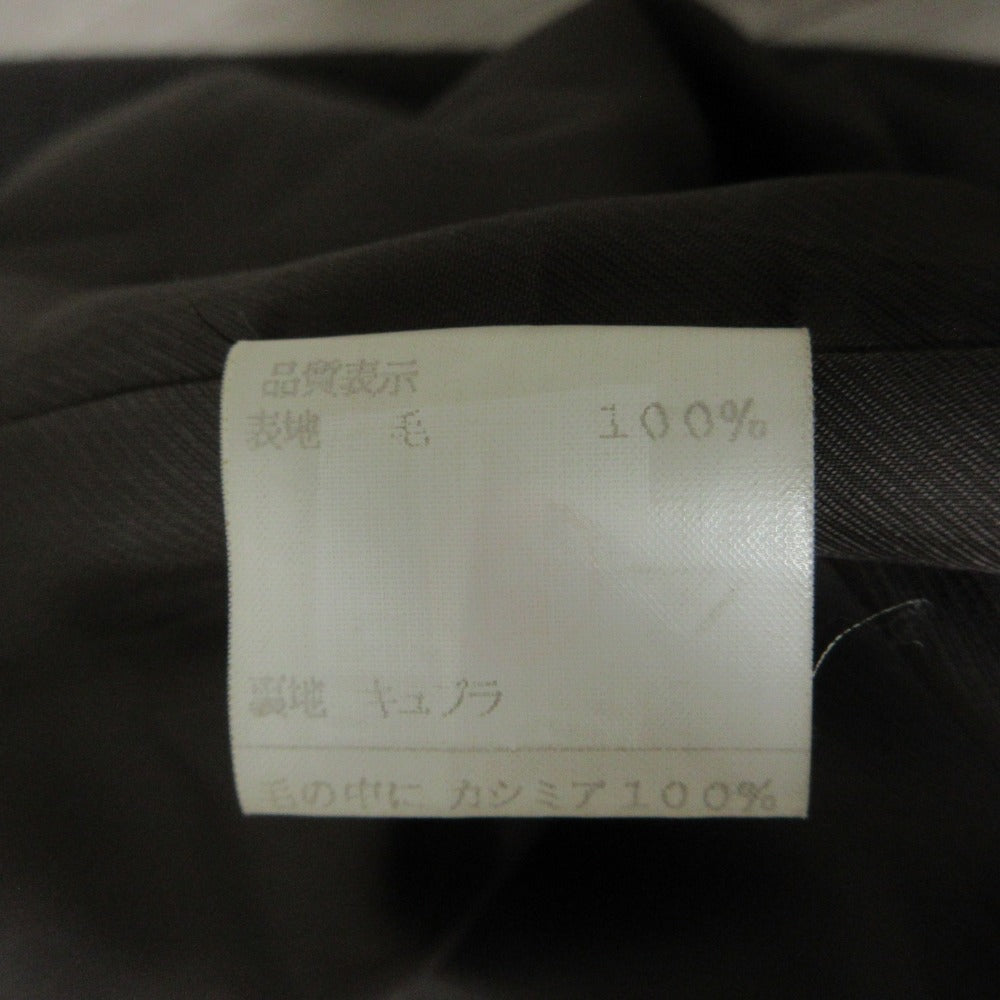 品質表示
表地 毛 100%
裏地 キュプラ
毛の中に カシミア100%